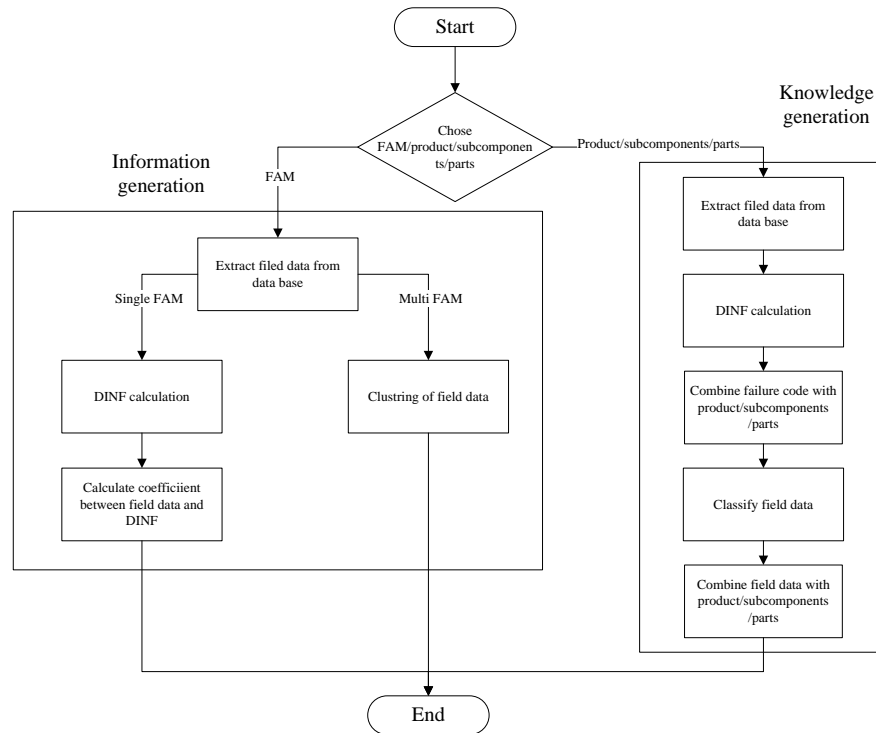 Start
Knowledge
generation
Chose
FAM/product/subcomponen
ts/parts
Product/subcomponents/parts
Information
generation
FAM
Extract filed data from
data base
Extract filed data from
data base
Single FAM
Multi FAM
DINF calculation
DINF calculation
Clustring of field data
Combine failure code with
product/subcomponents
/parts
Calculate coefficiient
between field data and
DINF
Classify field data
Combine field data with
product/subcomponents
/parts
End